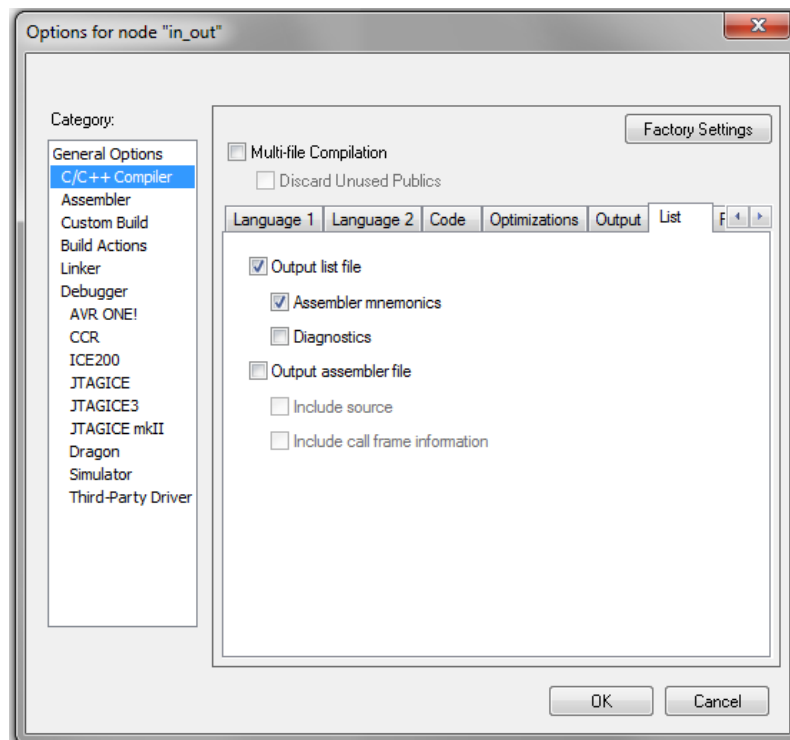 Options for node "in_out"
Category:
Factory Settings
General Options
C/C++ Compiler
Assembler
Custom Build
Build Actions
Linker
Debugger
AVR ONE!
CCR
ICE200
JTAGICE
JTAGICE3
JTAGICE mkII
Dragon
Simulator
Third-Party Driver
Multi-file Compilation
Discard Unused Publics
Language 1 Language 2 Code Optimizations Output List
Output list file
Assembler mnemonics
Diagnostics
Output assembler file
Include source
Include call frame information
OK Cancel